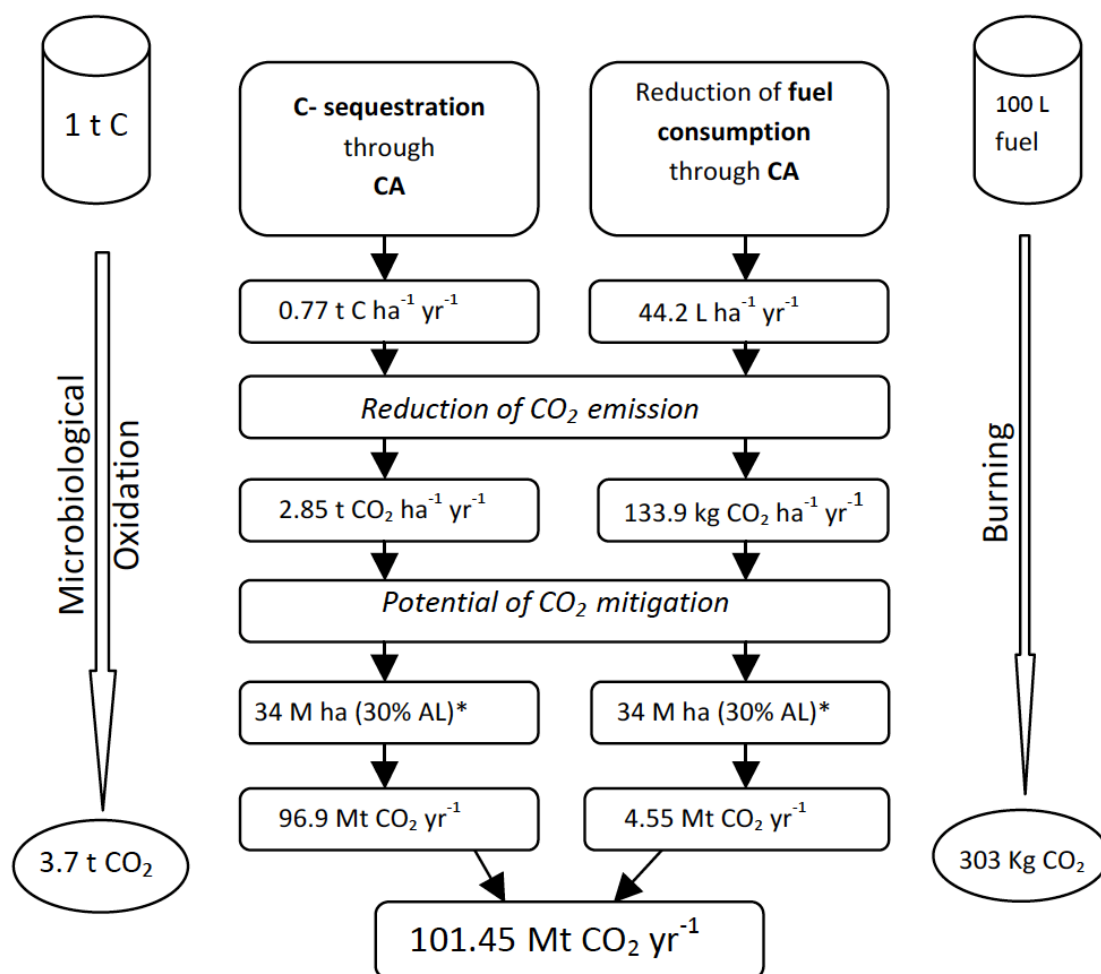 1 t C
C- sequestration
through
CA
Reduction of fuel
consumption
through CA
100 L
fuel
0.77 t C ha⁻¹ yr⁻¹
44.2 L ha⁻¹ yr⁻¹
Reduction of CO₂ emission
Microbiological
Oxidation
Burning
2.85 t CO₂ ha⁻¹ yr⁻¹
133.9 kg CO₂ ha⁻¹ yr⁻¹
Potential of CO₂ mitigation
34 M ha (30% AL)*
34 M ha (30% AL)*
96.9 Mt CO₂ yr⁻¹
4.55 Mt CO₂ yr⁻¹
3.7 t CO₂
303 Kg CO₂
101.45 Mt CO₂ yr⁻¹